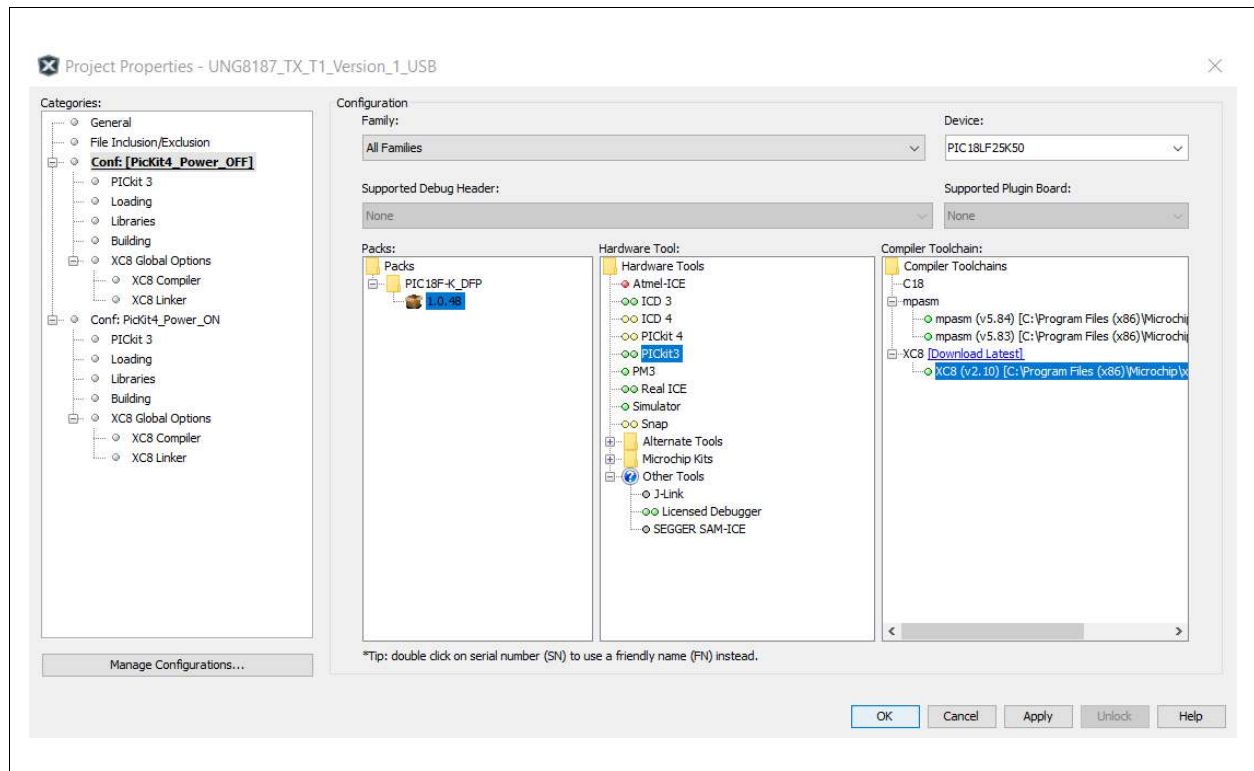 Project Properties - UNG8187_TX_T1_Version_1_USB
Categories:
General
File Inclusion/Exclusion
Conf: [PicKit4_Power_OFF]
PICkit 3
Loading
Libraries
Building
XC8 Global Options
XC8 Compiler
XC8 Linker
Conf: PicKit4_Power_ON
PICkit 3
Loading
Libraries
Building
XC8 Global Options
XC8 Compiler
XC8 Linker
Manage Configurations...
Configuration
Family:
All Families
Device:
PIC18LF25K50
Supported Debug Header:
None
Supported Plugin Board:
None
Packs:
Packs
PIC18F-K_DFP
1.0.48
Hardware Tool:
Hardware Tools
Atmel-ICE
ICD 3
ICD 4
PICkit 4
PICkit3
PM3
Real ICE
Simulator
Snap
Alternate Tools
Microchip Kits
Other Tools
J-Link
Licensed Debugger
SEGGER SAM-ICE
Compiler Toolchain:
Compiler Toolchains
C18
mpasm
mpasm (v5.84) [C:\Program Files (x86)\Microchi
mpasm (v5.83) [C:\Program Files (x86)\Microchi
XC8 [Download Latest]
XC8 (v2.10) [C:\Program Files (x86)\Microchip\x
*Tip: double click on serial number (SN) to use a friendly name (FN) instead.
OK
Cancel
Apply
Unlock
Help